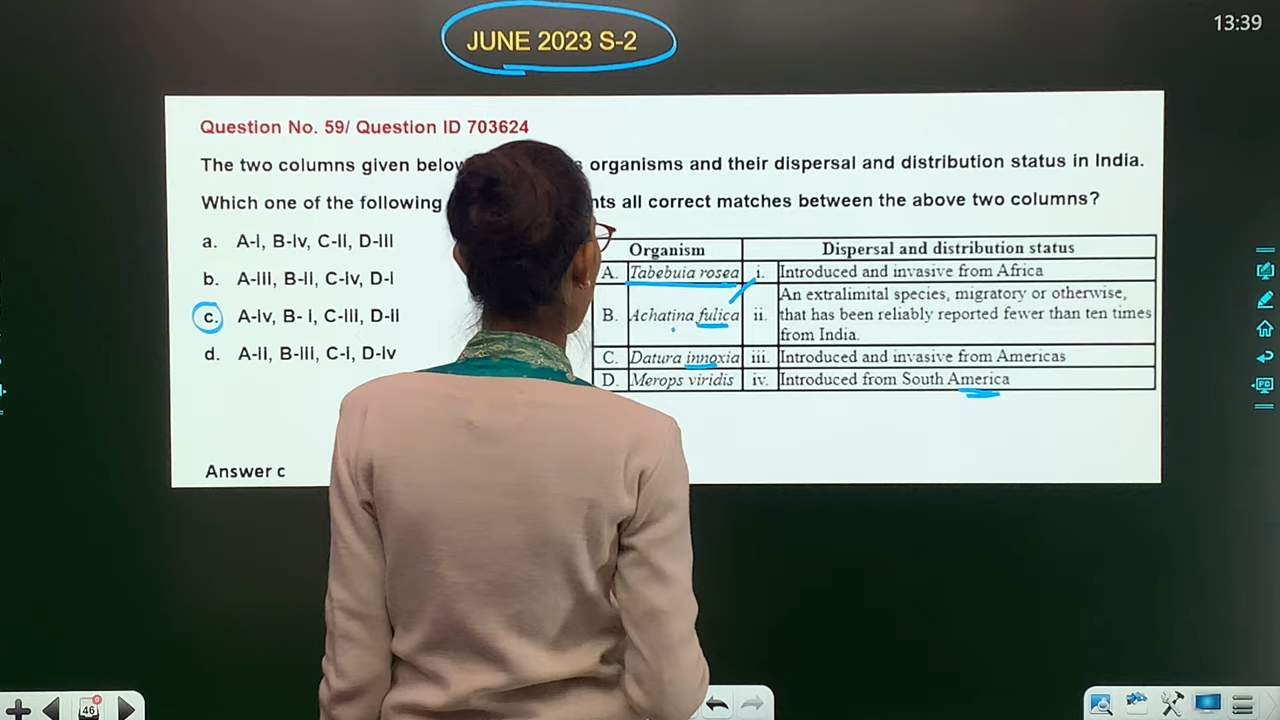 JUNE 2023 S-2
13:39
Question No. 59/ Question ID 703624
The two columns given below organisms and their dispersal and distribution status in India.
Which one of the following all correct matches between the above two columns?
a. A-I, B-Iv, C-II, D-III
b. A-III, B-II, C-Iv, D-I
c. A-Iv, B- I, C-III, D-II
d. A-II, B-III, C-I, D-Iv
Organism Dispersal and distribution status
A. Tabebuia rosea i. Introduced and invasive from Africa
B. Achatina fulica ii. An extralimital species, migratory or otherwise, that has been reliably reported fewer than ten times from India.
C. Datura innoxia iii. Introduced and invasive from Americas
D. Merops viridis iv. Introduced from South America
Answer c
46
PC